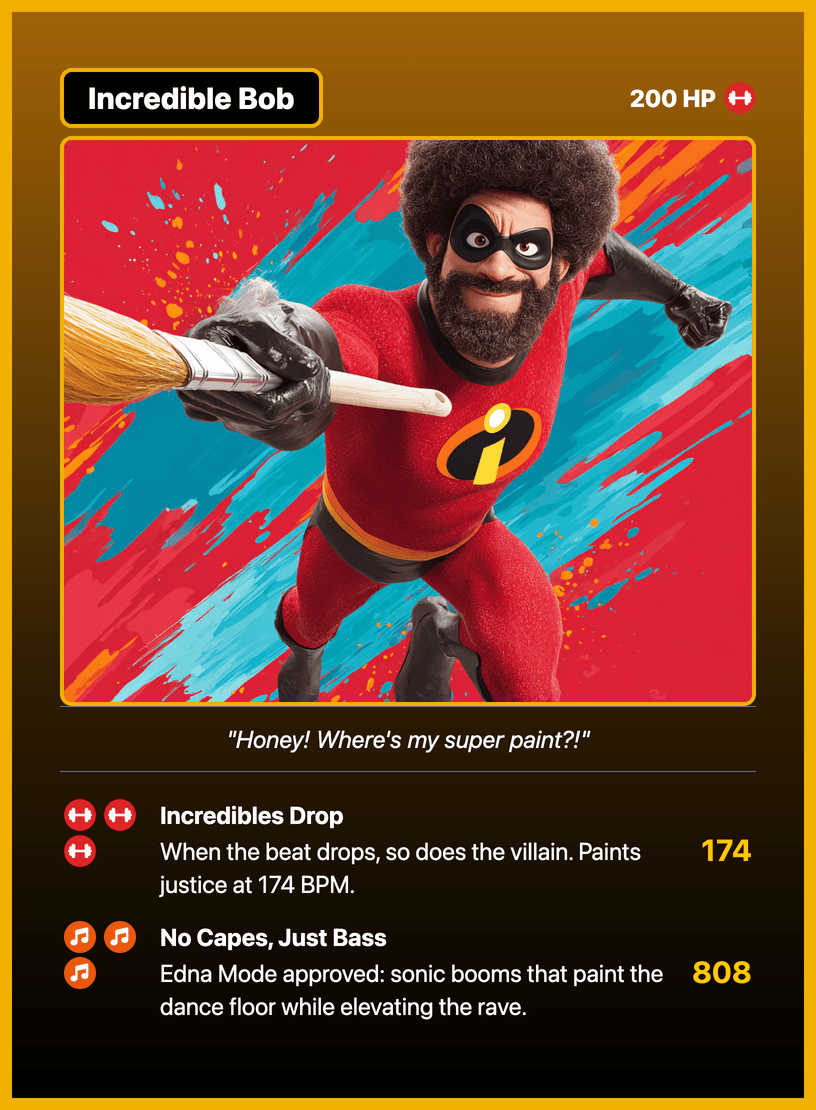 Incredible Bob
200 HP
i
"Honey! Where's my super paint?!"
Incredibles Drop
When the beat drops, so does the villain. Paints
justice at 174 BPM.
174
No Capes, Just Bass
Edna Mode approved: sonic booms that paint the
dance floor while elevating the rave.
808